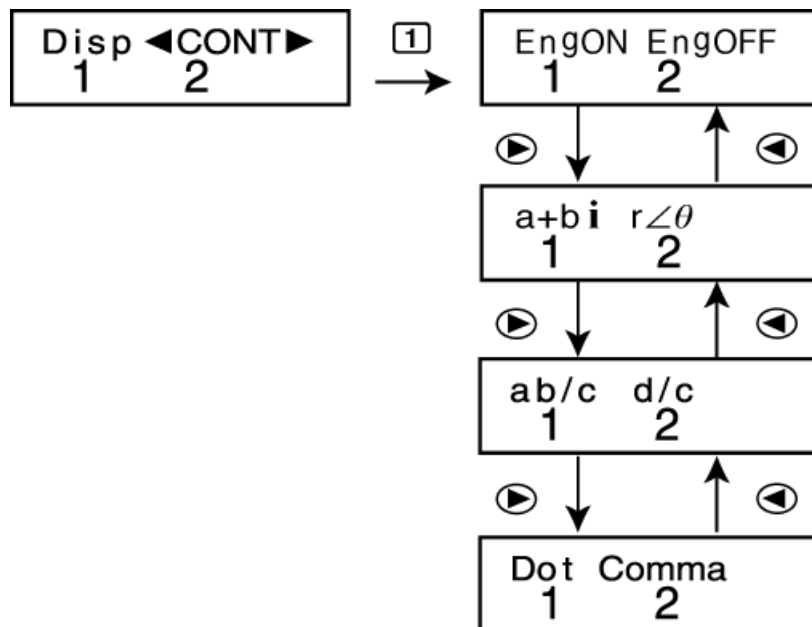 Disp ◀CONT▶
1 2
1
EngON EngOFF
1 2
a+bi r∠θ
1 2
ab/c d/c
1 2
Dot Comma
1 2